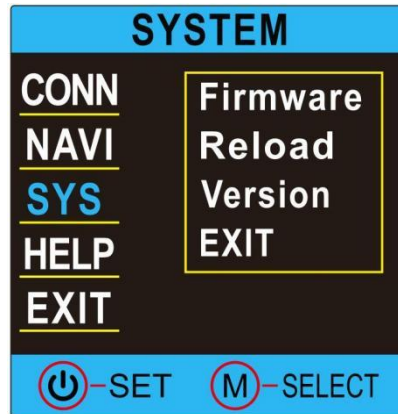 SYSTEM
CONN
NAVI
SYS
HELP
EXIT
Firmware
Reload
Version
EXIT
-SET
M-SELECT